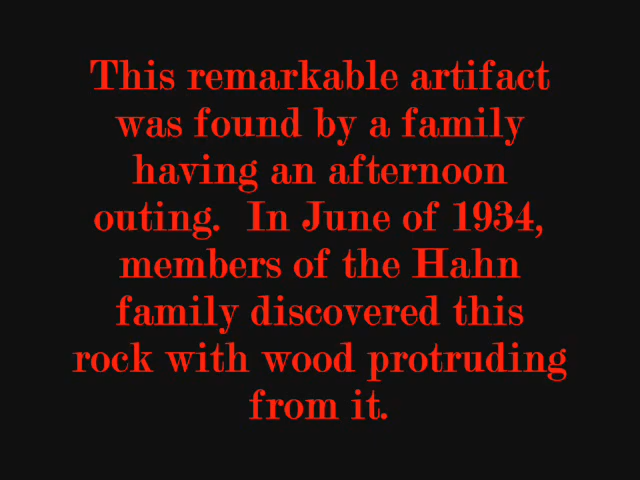 This remarkable artifact
was found by a family
having an afternoon
outing.  In June of 1934,
members of the Hahn
family discovered this
rock with wood protruding
from it.